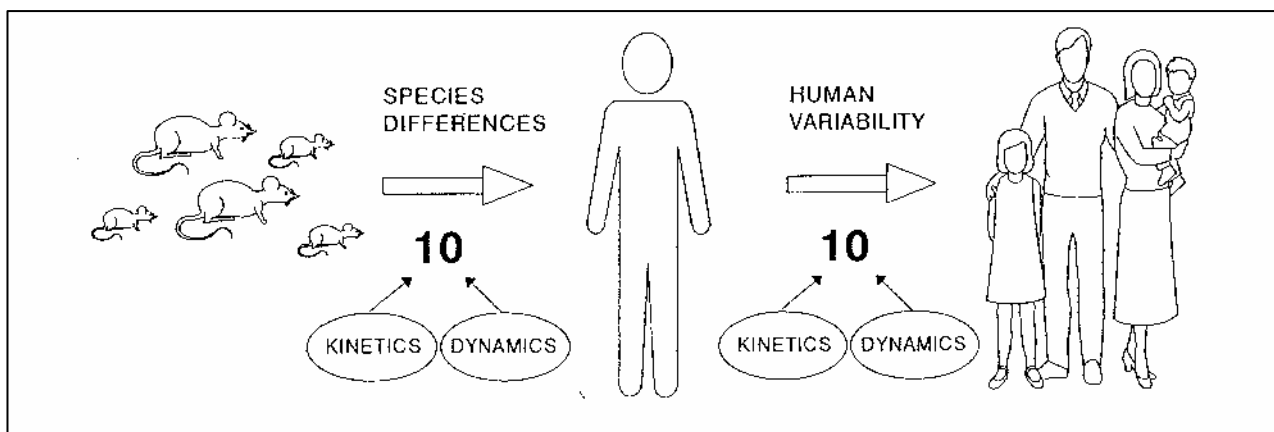 SPECIES
DIFFERENCES
10
KINETICS
DYNAMICS
HUMAN
VARIABILITY
10
KINETICS
DYNAMICS